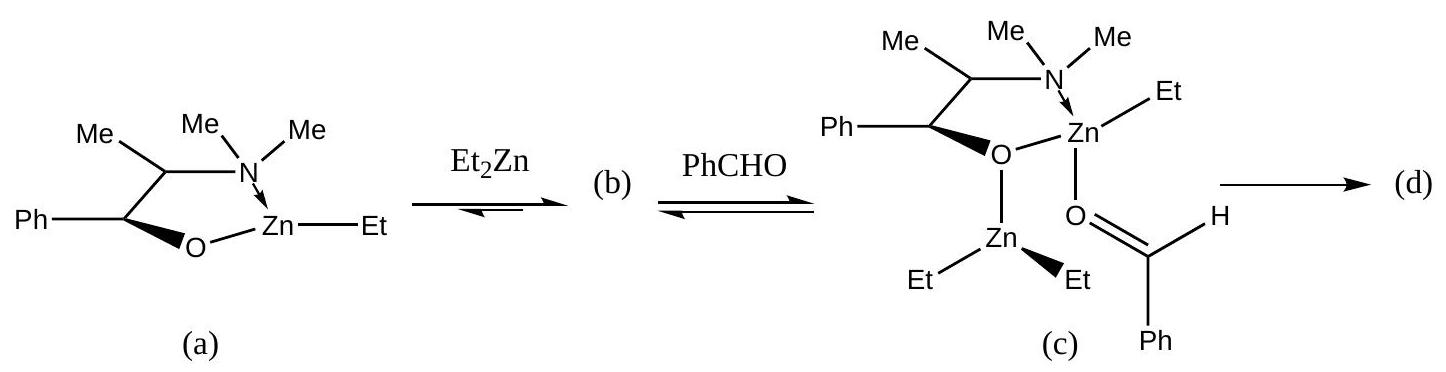 Me
Me
Me
N
Ph
O
Zn
Et
(a)
Et2Zn
(b)
PhCHO
Me
Me
Me
N
Et
Ph
Zn
O
O
H
Zn
Et
Et
Ph
(c)
(d)